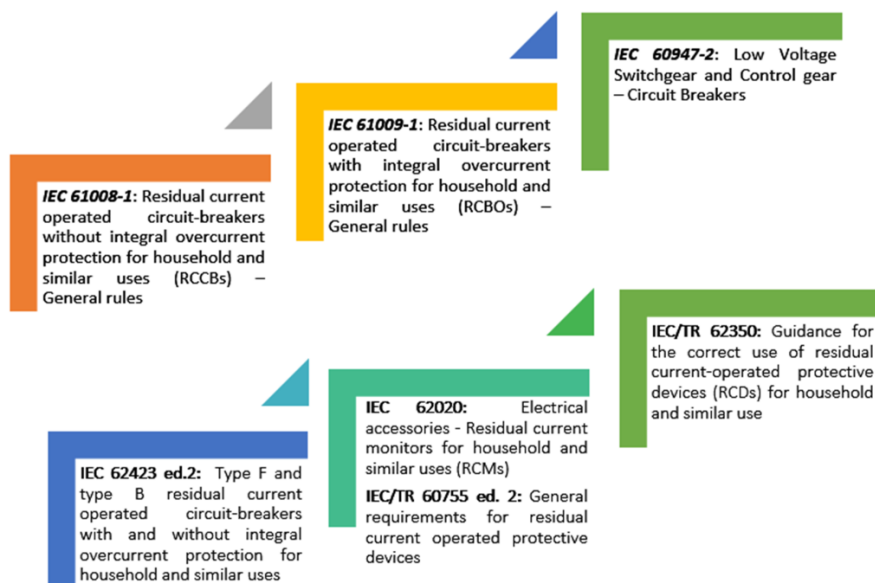 IEC 61008-1: Residual current
operated circuit-breakers
without integral overcurrent
protection for household and
similar uses (RCCBs) –
General rules
IEC 61009-1: Residual current
operated circuit-breakers
with integral overcurrent
protection for household and
similar uses (RCBOs) –
General rules
IEC 60947-2: Low Voltage
Switchgear and Control gear
– Circuit Breakers
IEC 62423 ed.2: Type F and
type B residual current
operated circuit-breakers
with and without integral
overcurrent protection for
household and similar uses
IEC 62020: Electrical
accessories - Residual current
monitors for household and
similar uses (RCMs)
IEC/TR 60755 ed. 2: General
requirements for residual
current operated protective
devices
IEC/TR 62350: Guidance for
the correct use of residual
current-operated protective
devices (RCDs) for household
and similar use